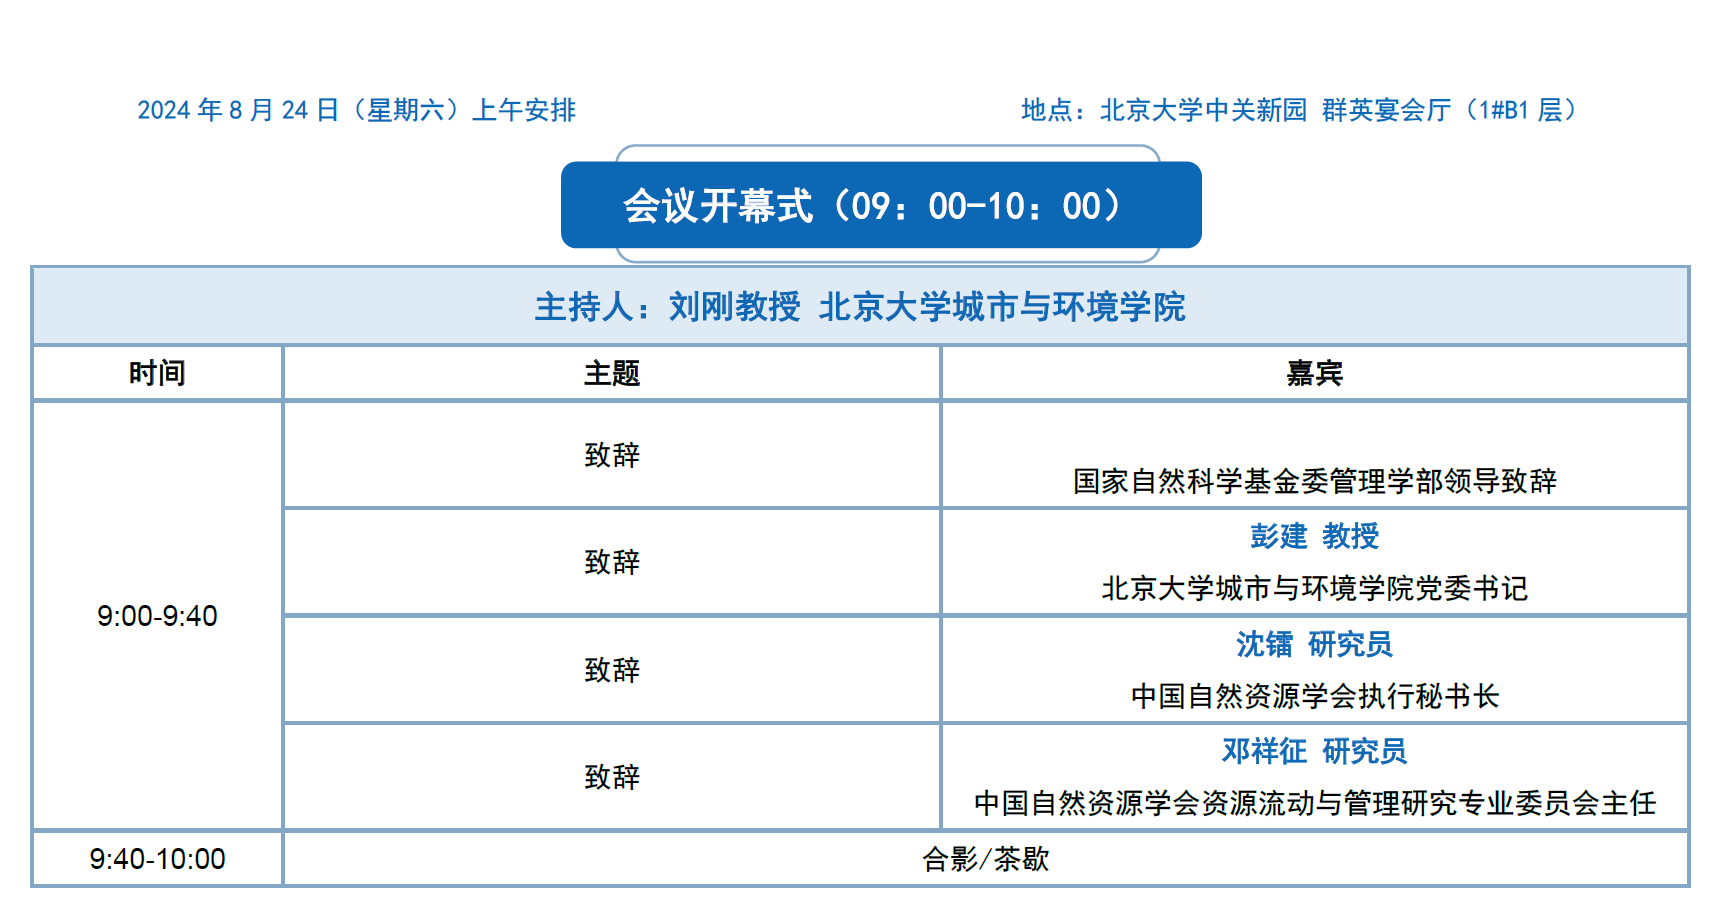 2024年8月24日（星期六）上午安排
地点：北京大学中关新园 群英宴会厅（1#B1层）
会议开幕式（09：00-10：00）
主持人：刘刚教授 北京大学城市与环境学院
时间 主题 嘉宾
9:00-9:40
致辞
国家自然科学基金委管理学部领导致辞
致辞
彭建 教授
北京大学城市与环境学院党委书记
致辞
沈镭 研究员
中国自然资源学会执行秘书长
致辞
邓祥征 研究员
中国自然资源学会资源流动与管理研究专业委员会主任
9:40-10:00 合影/茶歇